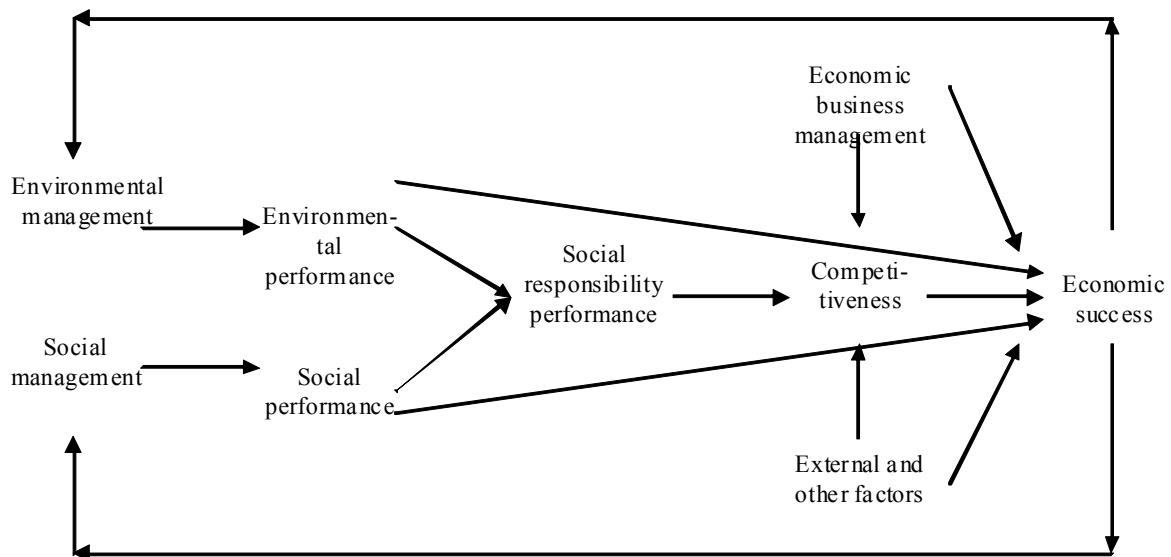 Economic
business
management
Environmental
management
Environmen-
tal
performance
Social
responsibility
performance
Competi-
tiveness
Economic
success
Social
management
Social
performance
External and
other factors